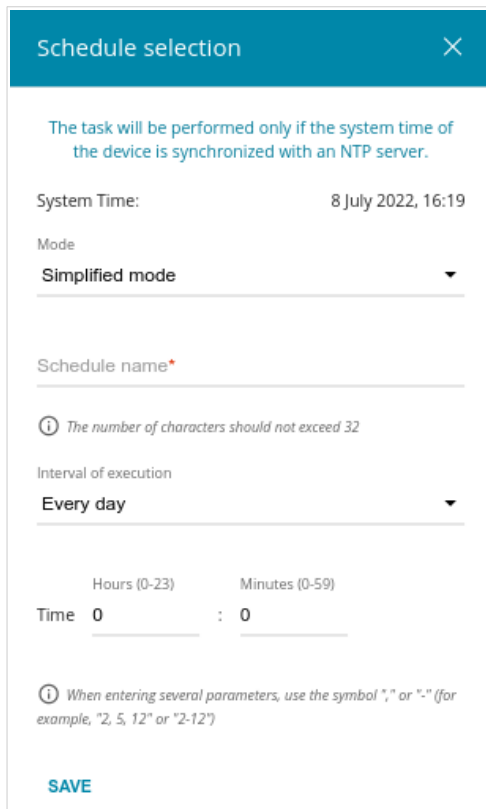 Schedule selection
The task will be performed only if the system time of
the device is synchronized with an NTP server.
System Time: 8 July 2022, 16:19
Mode
Simplified mode
Schedule name*
The number of characters should not exceed 32
Interval of execution
Every day
Hours (0-23) Minutes (0-59)
Time 0 : 0
When entering several parameters, use the symbol "," or "-" (for
example, "2, 5, 12" or "2-12")
SAVE